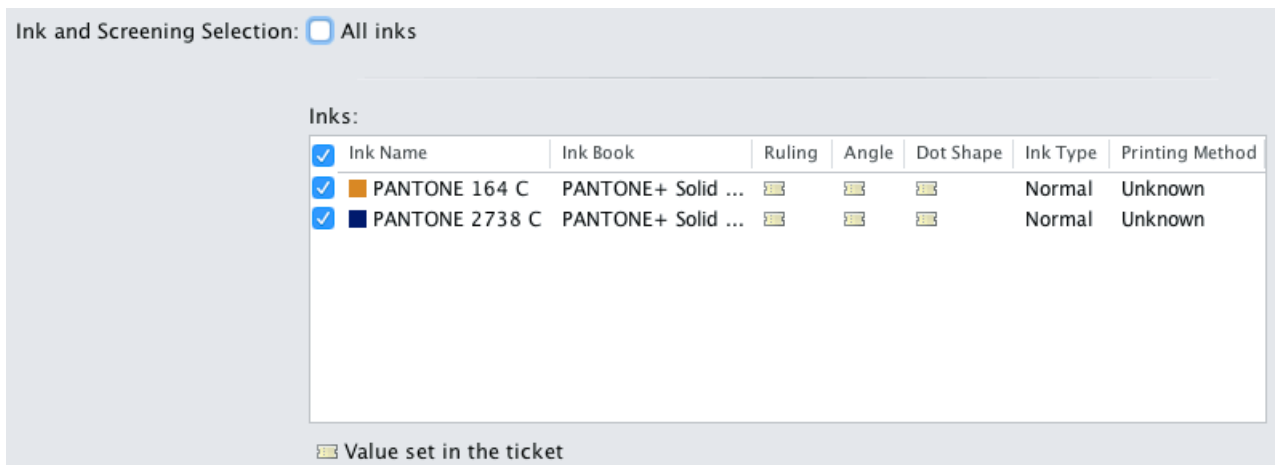 Ink and Screening Selection: All inks
Inks:
Ink Name Ink Book Ruling Angle Dot Shape Ink Type Printing Method
PANTONE 164 C PANTONE+ Solid ... Normal Unknown
PANTONE 2738 C PANTONE+ Solid ... Normal Unknown
Value set in the ticket